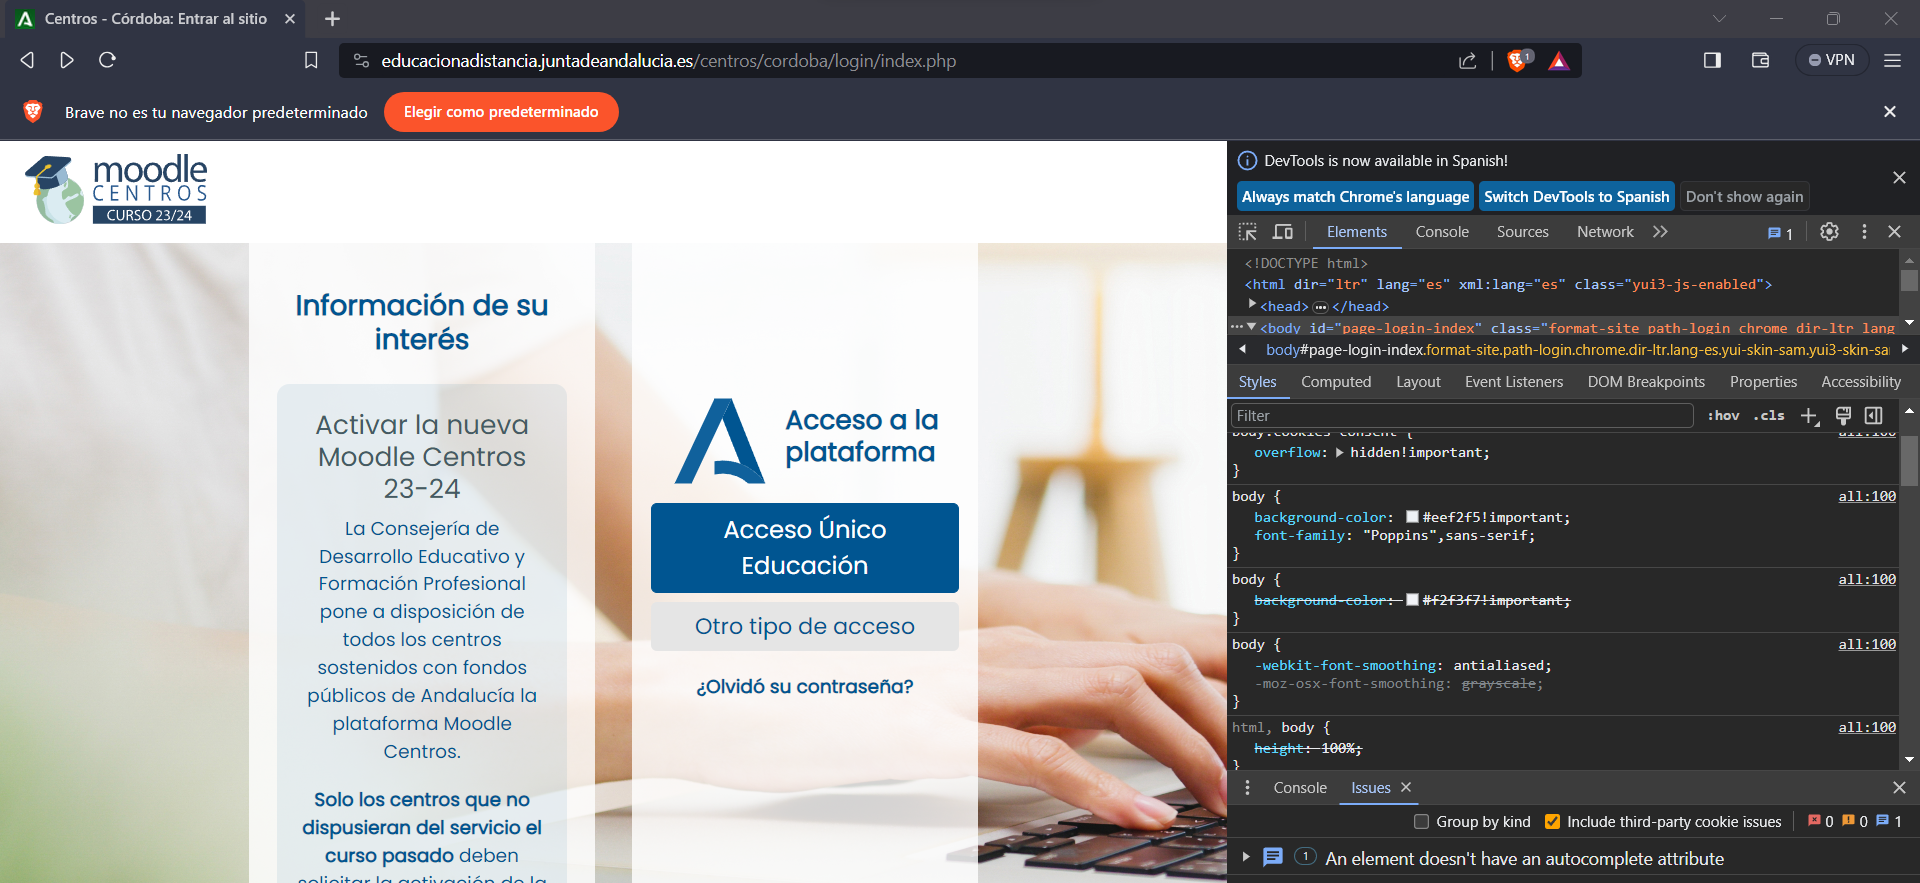 Centros - Córdoba: Entrar al sitio
educacionadistancia.juntadeandalucia.es/centros/cordoba/login/index.php
1
VPN
Brave no es tu navegador predeterminado
Elegir como predeterminado
moodle
CENTROS
CURSO 23/24
Información de su
interés
Activar la nueva
Moodle Centros
23-24
La Consejería de
Desarrollo Educativo y
Formación Profesional
pone a disposición de
todos los centros
sostenidos con fondos
públicos de Andalucía la
plataforma Moodle
Centros.
Solo los centros que no
dispusieran del servicio el
curso pasado deben
solicitar la activación de la
Acceso a la
plataforma
Acceso Único
Educación
Otro tipo de acceso
¿Olvidó su contraseña?
DevTools is now available in Spanish!
Always match Chrome's language
Switch DevTools to Spanish
Don't show again
Elements
Console
Sources
Network
1
<!DOCTYPE html>
<html dir="ltr" lang="es" xml:lang="es" class="yui3-js-enabled">
<head> ••• </head>
<body id="page-login-index" class="format-site path-login chrome dir-ltr lang
body#page-login-index.format-site.path-login.chrome.dir-ltr.lang-es.yui-skin-sam.yui3-skin-sa
Styles
Computed
Layout
Event Listeners
DOM Breakpoints
Properties
Accessibility
Filter
:hov
.cls
body.cookies-consent {
all:100
overflow: hidden!important;
}
body {
all:100
background-color: #eef2f5!important;
font-family: "Poppins",sans-serif;
}
body {
all:100
background-color: #f2f3f7!important;
}
body {
all:100
-webkit-font-smoothing: antialiased;
-moz-osx-font-smoothing: grayscale;
}
html, body {
all:100
height: 100%;
}
Console
Issues
Group by kind
Include third-party cookie issues
0
0
1
1
An element doesn't have an autocomplete attribute